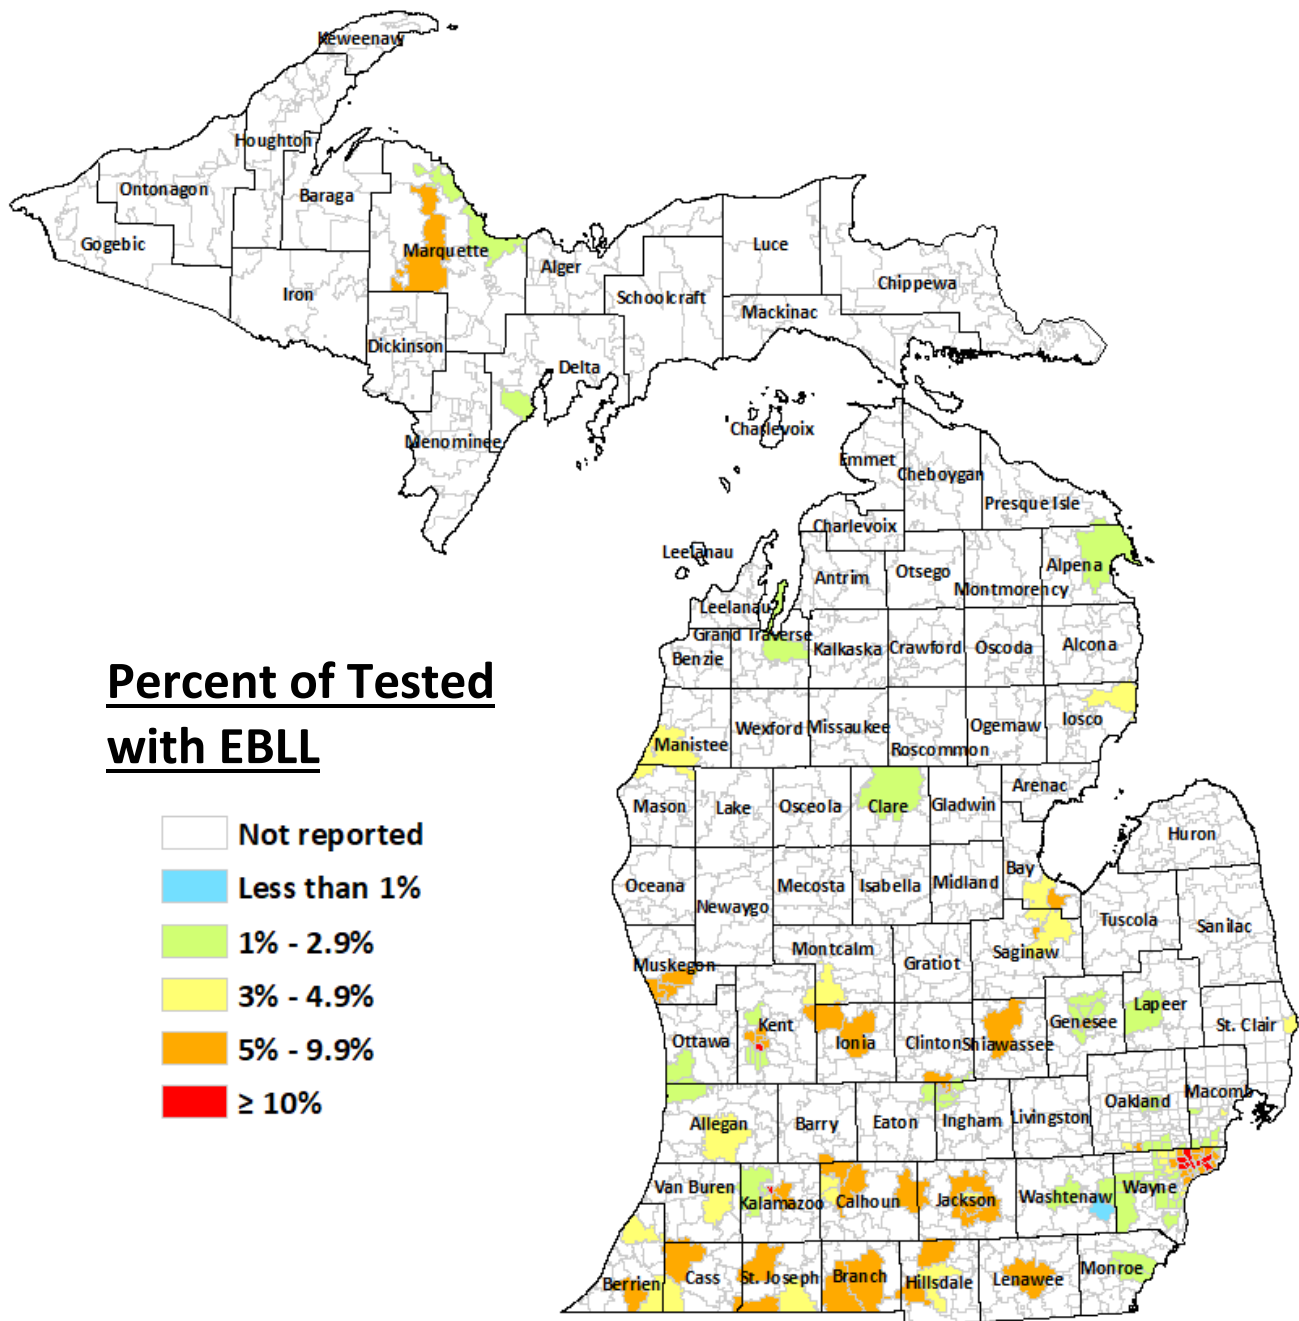 Keweenaw
Houghton
Ontonagon
Baraga
Gogebic
Marquette
Luce
Alger
Chippewa
Iron
Schoolcraft
Mackinac
Dickinson
Delta
Charlevoix
Menominee
Emmet
Cheboygan
Presque Isle
Charlevoix
Leelanau
Alpena
Antrim
Otsego
Montmorency
Leelanau
Grand Traverse
Benzie
Kalkaska
Crawford
Oscoda
Alcona
Percent of Tested
with EBLL
Manistee
Wexford
Missaukee
Roscommon
Ogemaw
Iosco
Mason
Lake
Osceola
Clare
Gladwin
Arenac
Huron
Not reported
Less than 1%
1% - 2.9%
3% - 4.9%
5% - 9.9%
≥ 10%
Oceana
Newaygo
Mecosta
Isabella
Midland
Bay
Tuscola
Sanilac
Muskegon
Montcalm
Gratiot
Saginaw
Ottawa
Kent
Ionia
Clinton
Shiawassee
Genesee
Lapeer
St. Clair
Allegan
Barry
Eaton
Ingham
Livingston
Oakland
Macomb
Van Buren
Kalamazoo
Calhoun
Jackson
Washtenaw
Wayne
Berrien
Cass
St. Joseph
Branch
Hillsdale
Lenawee
Monroe